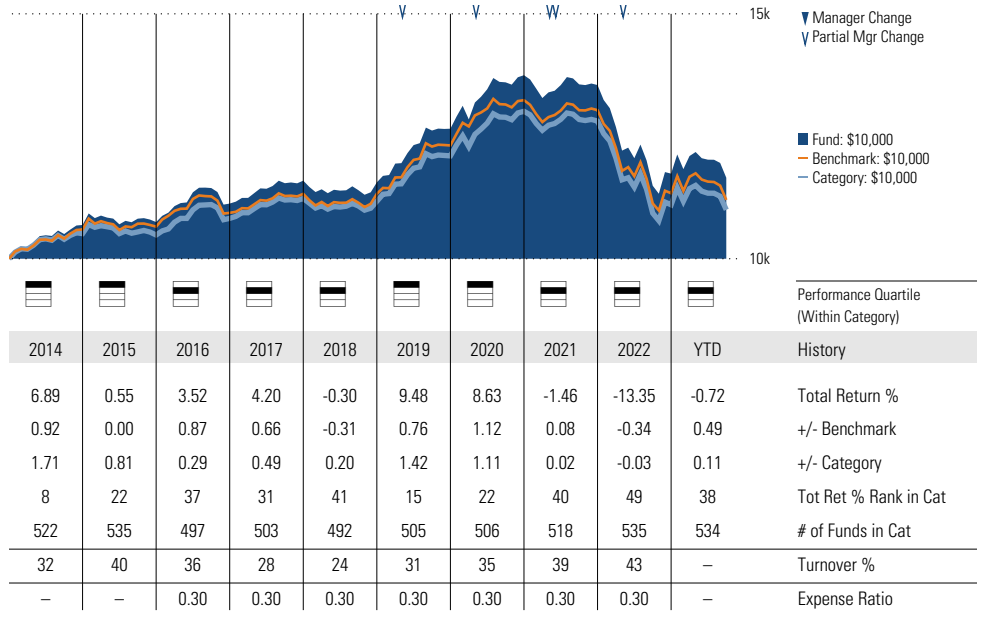 15k
Manager Change
Partial Mgr Change
Fund: $10,000
Benchmark: $10,000
Category: $10,000
10k
Performance Quartile
(Within Category)
2014 2015 2016 2017 2018 2019 2020 2021 2022 YTD History
6.89 0.55 3.52 4.20 -0.30 9.48 8.63 -1.46 -13.35 -0.72 Total Return %
0.92 0.00 0.87 0.66 -0.31 0.76 1.12 0.08 -0.34 0.49 +/- Benchmark
1.71 0.81 0.29 0.49 0.20 1.42 1.11 0.02 -0.03 0.11 +/- Category
8 22 37 31 41 15 22 40 49 38 Tot Ret % Rank in Cat
522 535 497 503 492 505 506 518 535 534 # of Funds in Cat
32 40 36 28 24 31 35 39 43 – Turnover %
– – 0.30 0.30 0.30 0.30 0.30 0.30 0.30 – Expense Ratio